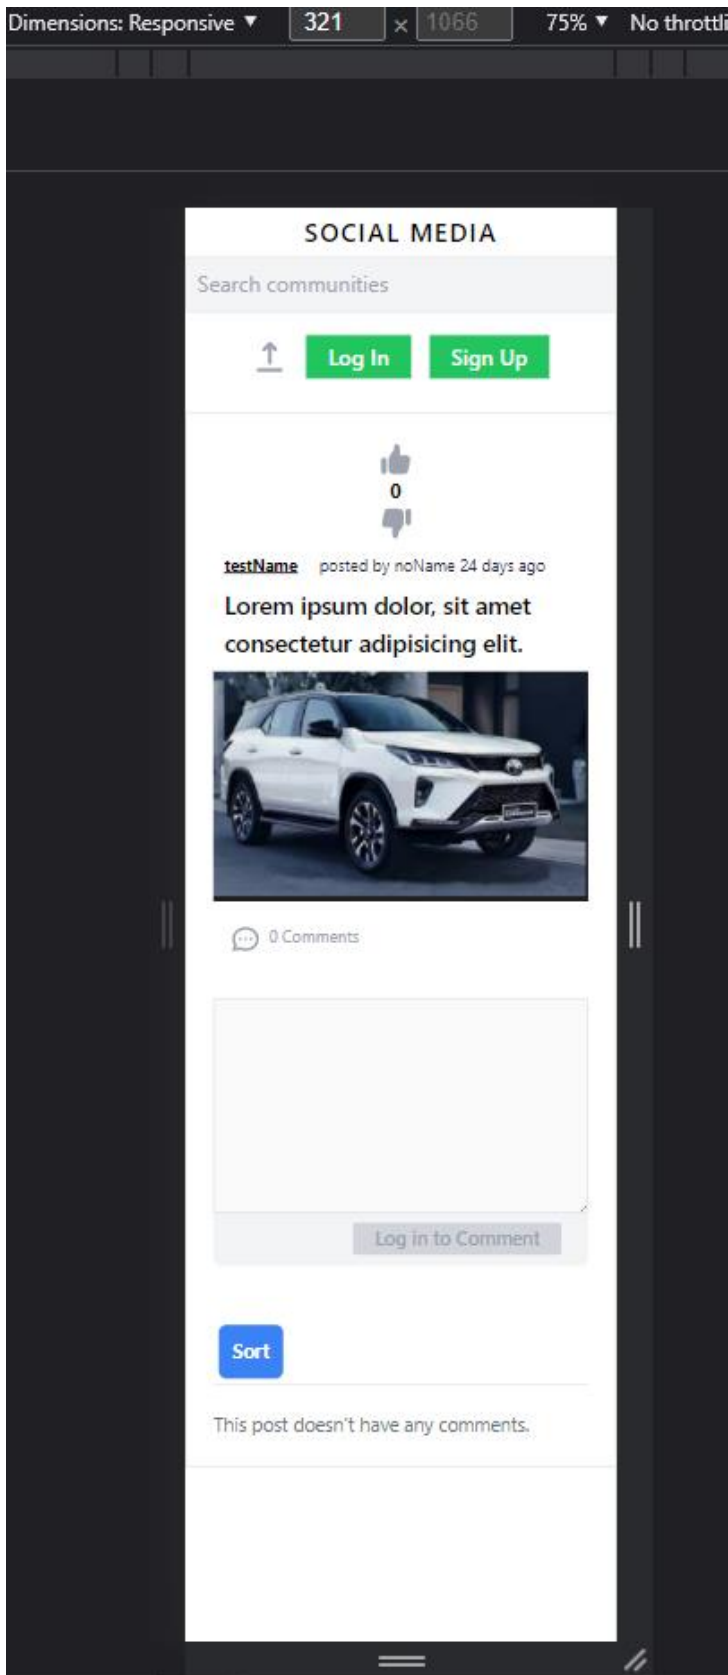 Dimensions: Responsive ▼ 321 × 1066 75% ▼ No throttli
SOCIAL MEDIA
Search communities
Log In Sign Up
0
testName posted by noName 24 days ago
Lorem ipsum dolor, sit amet
consectetur adipisicing elit.
0 Comments
Log in to Comment
Sort
This post doesn't have any comments.